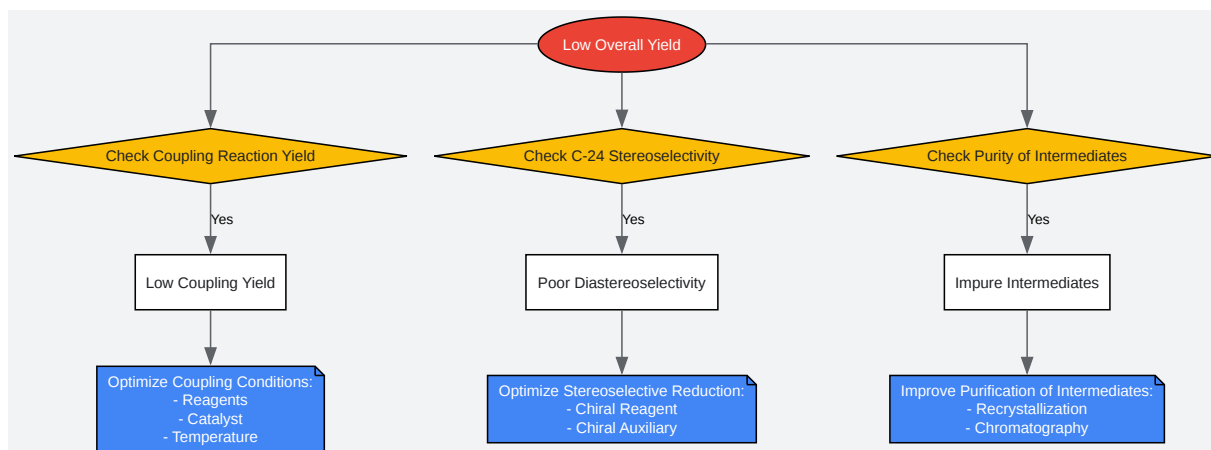 Low Overall Yield
Check Coupling Reaction Yield
Check C-24 Stereoselectivity
Check Purity of Intermediates
Yes
Yes
Yes
Low Coupling Yield
Poor Diastereoselectivity
Impure Intermediates
Optimize Coupling Conditions:
- Reagents
- Catalyst
- Temperature
Optimize Stereoselective Reduction:
- Chiral Reagent
- Chiral Auxiliary
Improve Purification of Intermediates:
- Recrystallization
- Chromatography